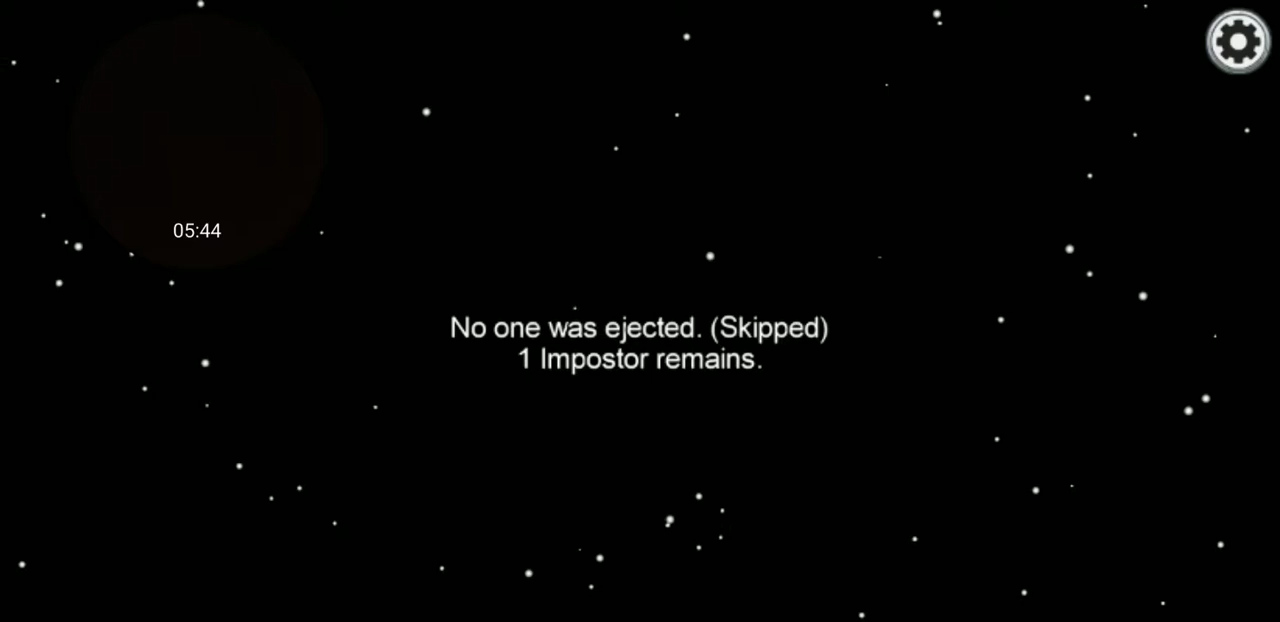 05:44
No one was ejected. (Skipped)
1 Impostor remains.